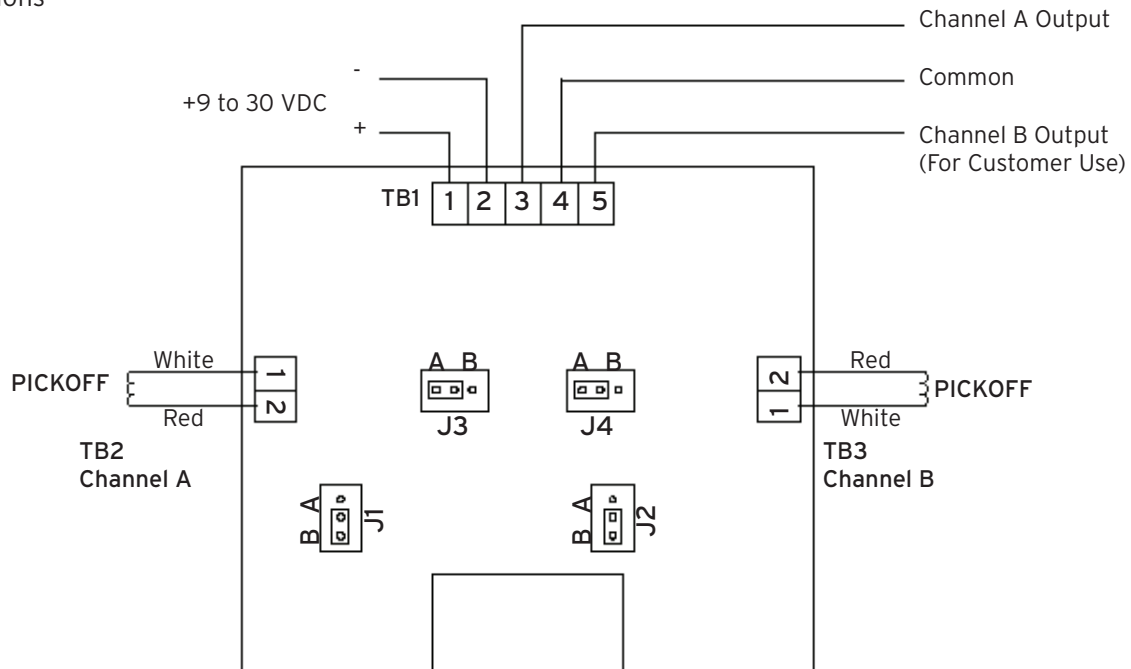 Channel A Output
-
Common
+9 to 30 VDC
+
Channel B Output
(For Customer Use)
TB1 1 2 3 4 5
White
PICKOFF
Red
1
2
TB2
Channel A
A B
J3
A B
J4
2
1
Red
PICKOFF
White
TB3
Channel B
A
B
J1
A
B
J2